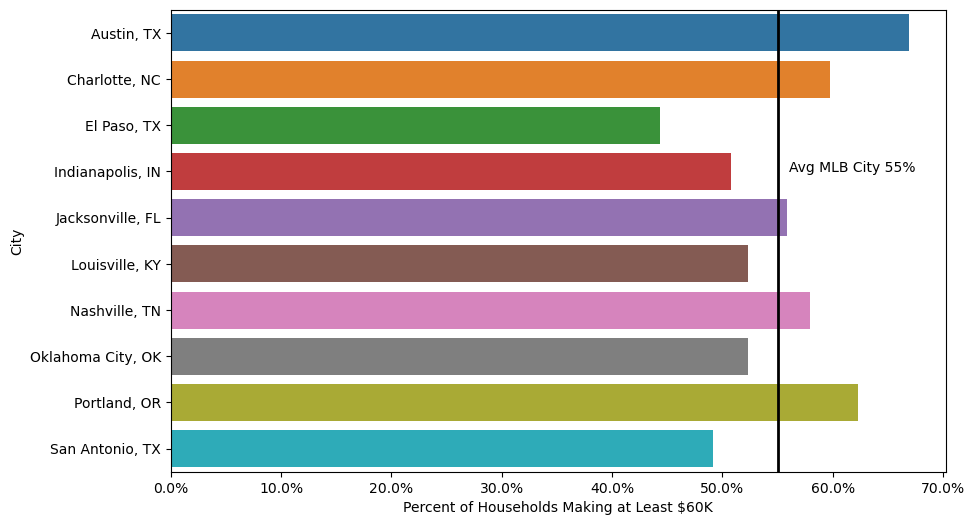 Austin, TX
Charlotte, NC
El Paso, TX
Indianapolis, IN
Avg MLB City 55%
Jacksonville, FL
City
Louisville, KY
Nashville, TN
Oklahoma City, OK
Portland, OR
San Antonio, TX
0.0% 10.0% 20.0% 30.0% 40.0% 50.0% 60.0% 70.0%
Percent of Households Making at Least $60K